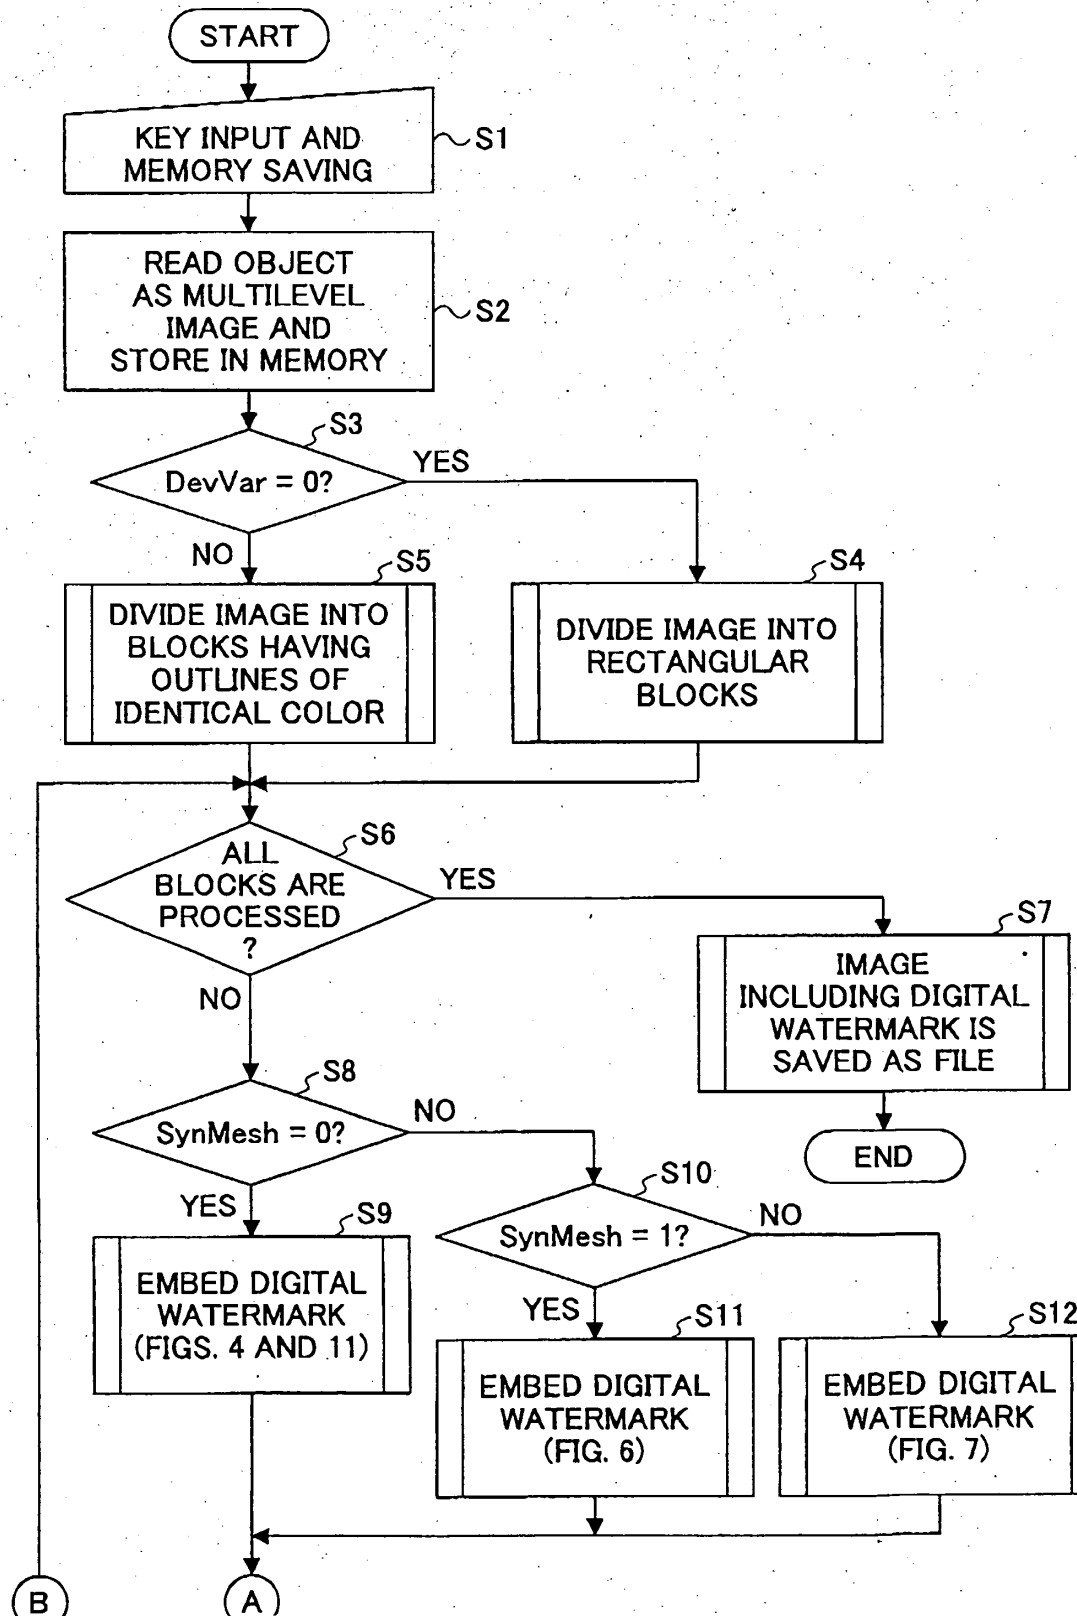 START
KEY INPUT AND
MEMORY SAVING
S1
READ OBJECT
AS MULTILEVEL
IMAGE AND
STORE IN MEMORY
S2
S3
DevVar = 0?
YES
NO
S5
DIVIDE IMAGE INTO
BLOCKS HAVING
OUTLINES OF
IDENTICAL COLOR
S4
DIVIDE IMAGE INTO
RECTANGULAR
BLOCKS
S6
ALL
BLOCKS ARE
PROCESSED
?
YES
NO
S7
IMAGE
INCLUDING DIGITAL
WATERMARK IS
SAVED AS FILE
END
S8
SynMesh = 0?
NO
YES
S9
EMBED DIGITAL
WATERMARK
(FIGS. 4 AND 11)
S10
SynMesh = 1?
NO
YES
S11
EMBED DIGITAL
WATERMARK
(FIG. 6)
S12
EMBED DIGITAL
WATERMARK
(FIG. 7)
B
A